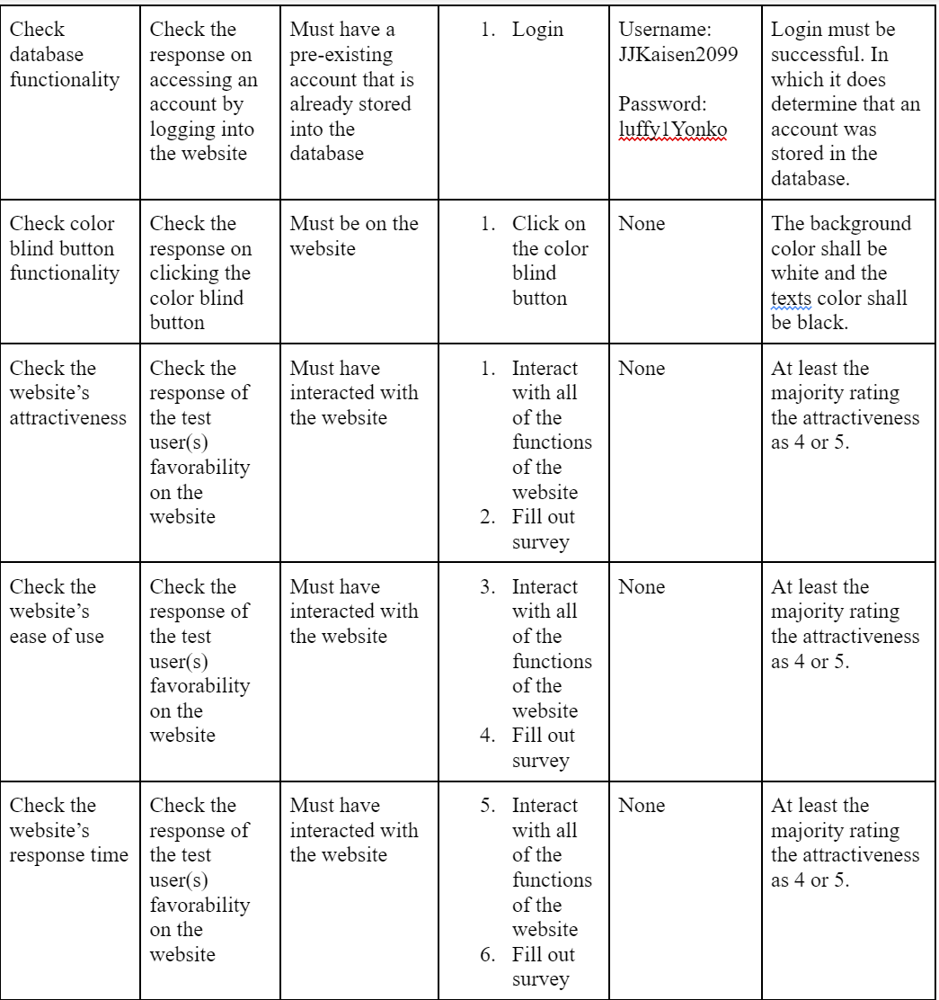 Check
database
functionality
Check the
response on
accessing an
account by
logging into
the website
Must have a
pre-existing
account that is
already stored
into the
database
1. Login
Username:
JJKaisen2099
Password:
luffy1Yonko
Login must be
successful. In
which it does
determine that an
account was
stored in the
database.
Check color
blind button
functionality
Check the
response on
clicking the
color blind
button
Must be on the
website
1. Click on
the color
blind
button
None
The background
color shall be
white and the
texts color shall
be black.
Check the
website’s
attractiveness
Check the
response of
the test
user(s)
favorability
on the
website
Must have
interacted with
the website
1. Interact
with all
of the
functions
of the
website
2. Fill out
survey
None
At least the
majority rating
the attractiveness
as 4 or 5.
Check the
website’s
ease of use
Check the
response of
the test
user(s)
favorability
on the
website
Must have
interacted with
the website
3. Interact
with all
of the
functions
of the
website
4. Fill out
survey
None
At least the
majority rating
the attractiveness
as 4 or 5.
Check the
website’s
response time
Check the
response of
the test
user(s)
favorability
on the
website
Must have
interacted with
the website
5. Interact
with all
of the
functions
of the
website
6. Fill out
survey
None
At least the
majority rating
the attractiveness
as 4 or 5.